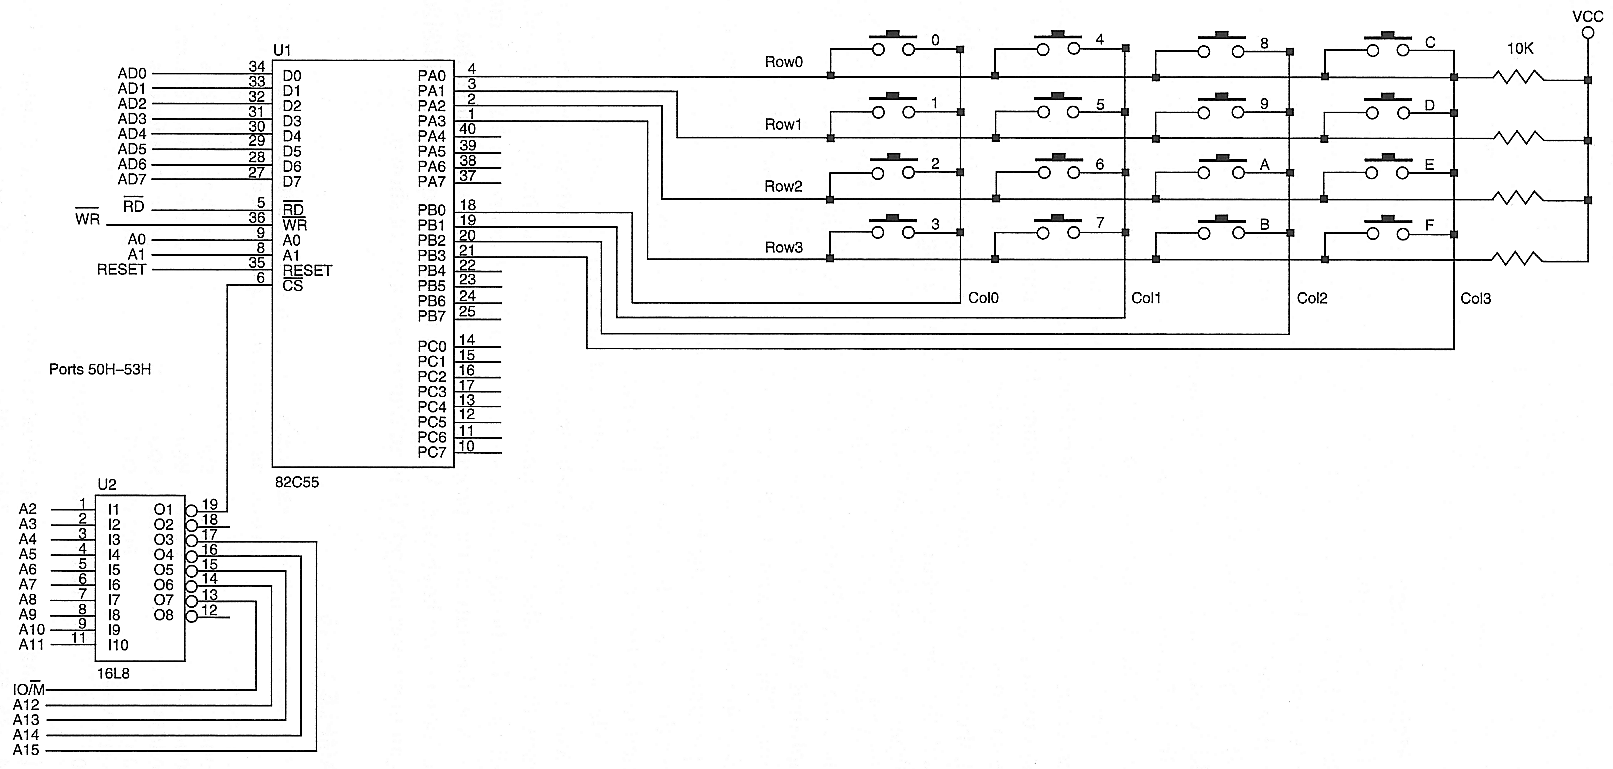 VCC
10K
U1
AD0 34 D0 PA0 4
AD1 33 D1 PA1 3
AD2 32 D2 PA2 2
AD3 31 D3 PA3 1
AD4 30 D4 PA4 40
AD5 29 D5 PA5 39
AD6 28 D6 PA6 38
AD7 27 D7 PA7 37
R̅D̅ 5 R̅D̅ PB0 18
W̅R̅ 36 W̅R̅ PB1 19
A0 9 A0 PB2 20
A1 8 A1 PB3 21
RESET 35 RESET PB4 22
6 C̅S̅ PB5 23
PB6 24
PB7 25
PC0 14
PC1 15
PC2 16
PC3 17
PC4 13
PC5 12
PC6 11
PC7 10
82C55
Row0 0 4 8 C
Row1 1 5 9 D
Row2 2 6 A E
Row3 3 7 B F
Col0 Col1 Col2 Col3
Ports 50H–53H
U2
A2 1 I1 O1 19
A3 2 I2 O2 18
A4 3 I3 O3 17
A5 4 I4 O4 16
A6 5 I5 O5 15
A7 6 I6 O6 14
A8 7 I7 O7 13
A9 8 I8 O8 12
A10 9 I9
A11 11 I10
16L8
IO/M̅
A12
A13
A14
A15